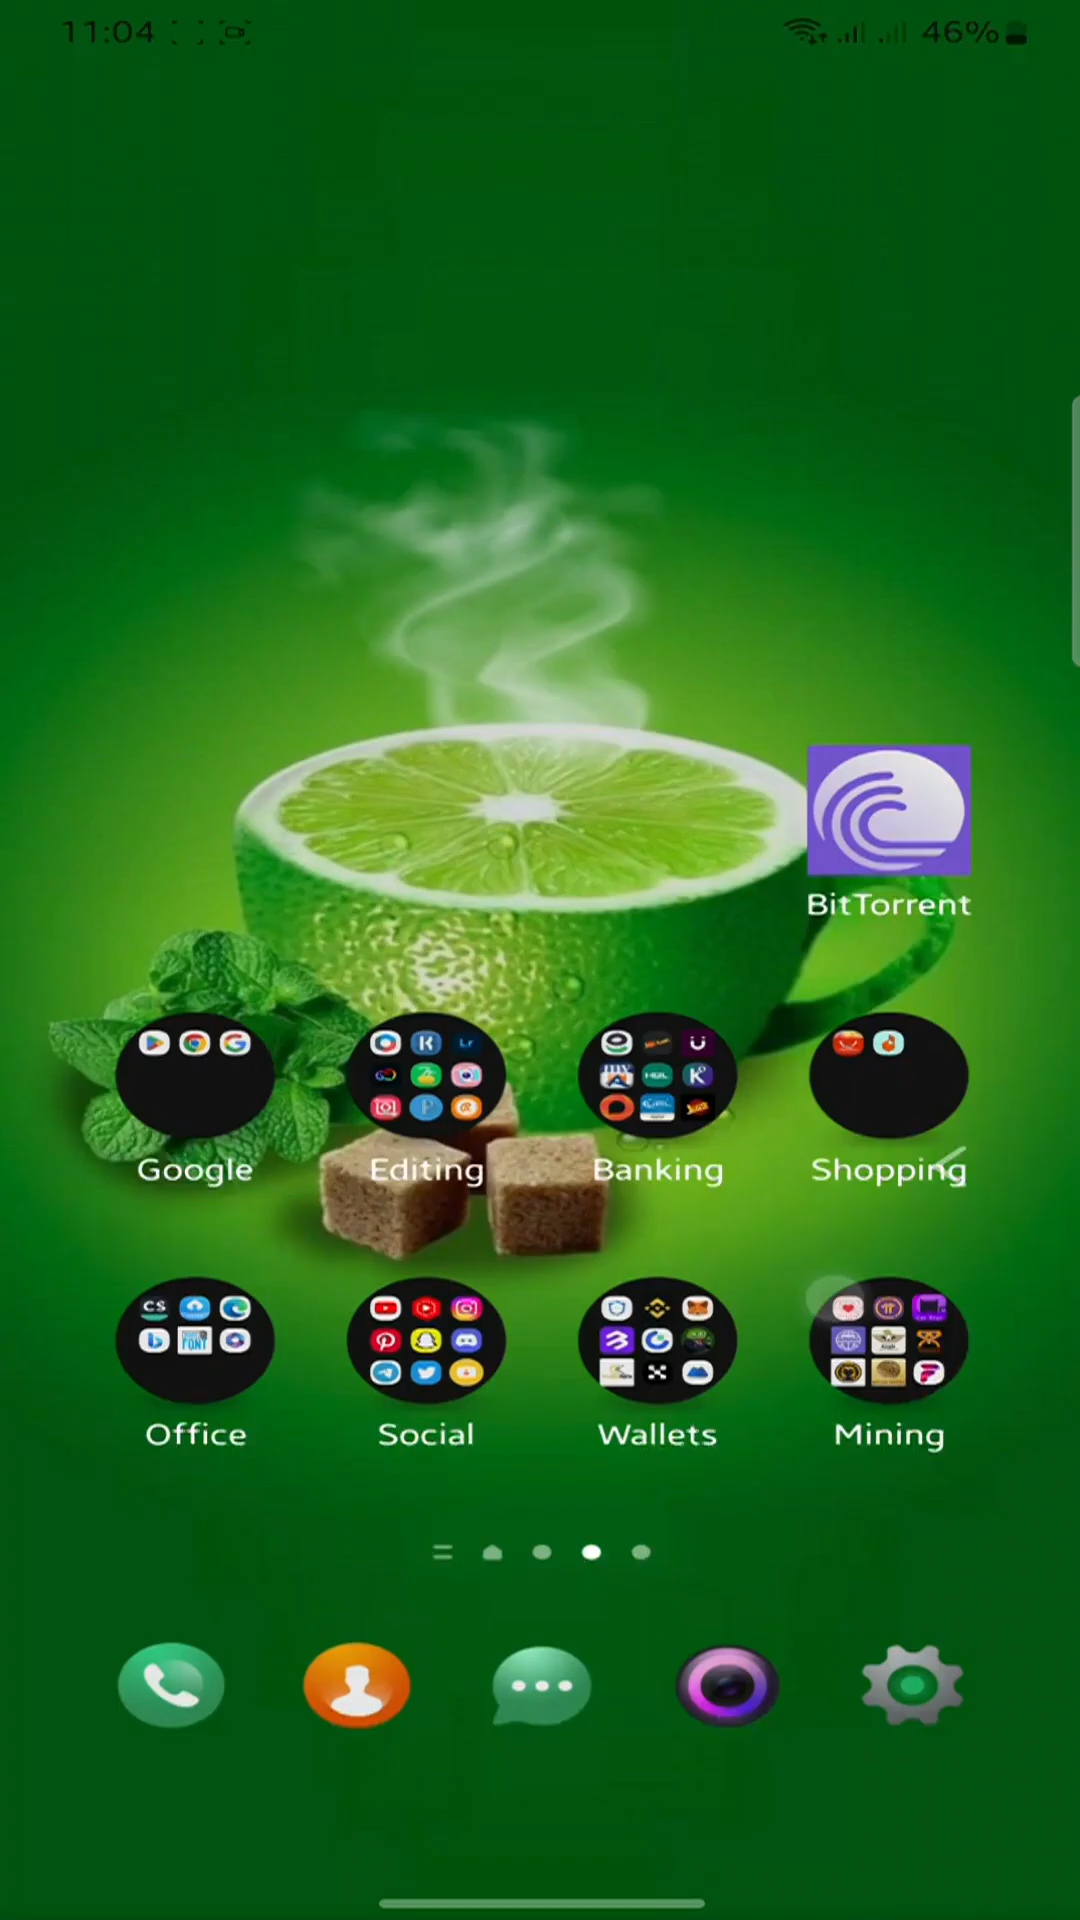 11:04
46%
BitTorrent
Google
Editing
Banking
Shopping
Office
Social
Wallets
Mining